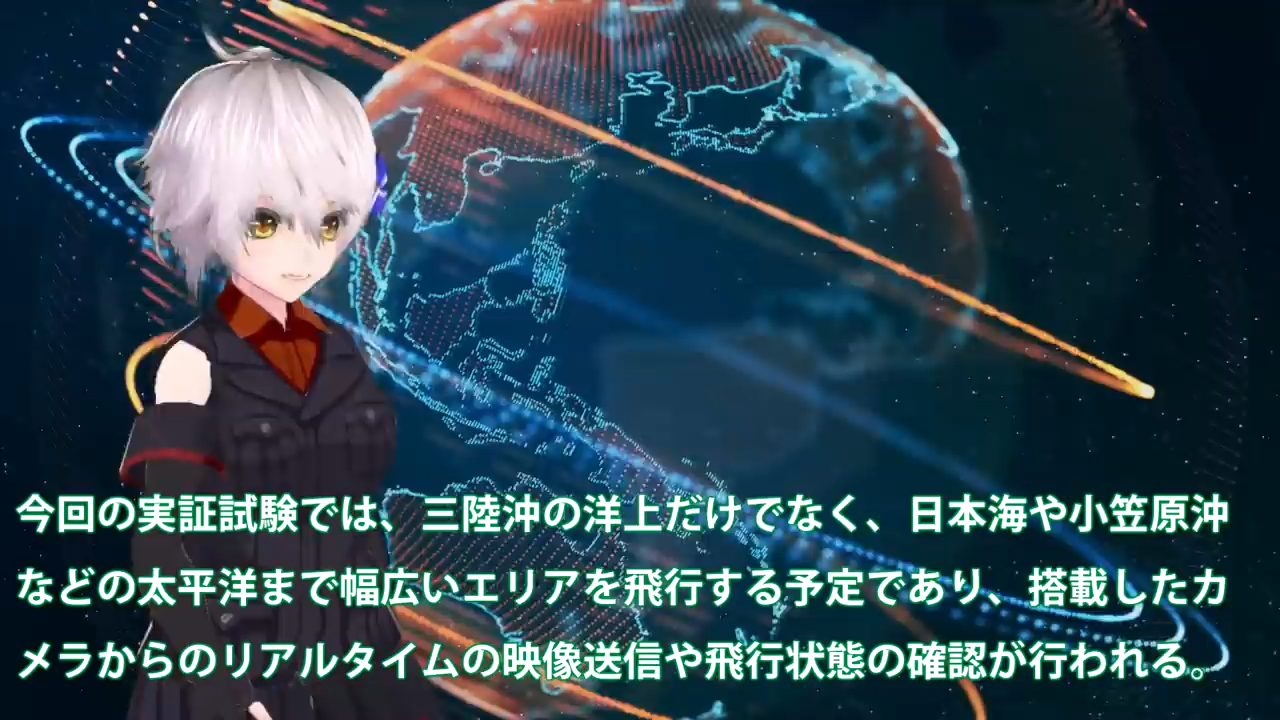 今回の実証試験では、三陸沖の洋上だけでなく、日本海や小笠原沖
などの太平洋まで幅広いエリアを飛行する予定であり、搭載したカ
メラからのリアルタイムの映像送信や飛行状態の確認が行われる。